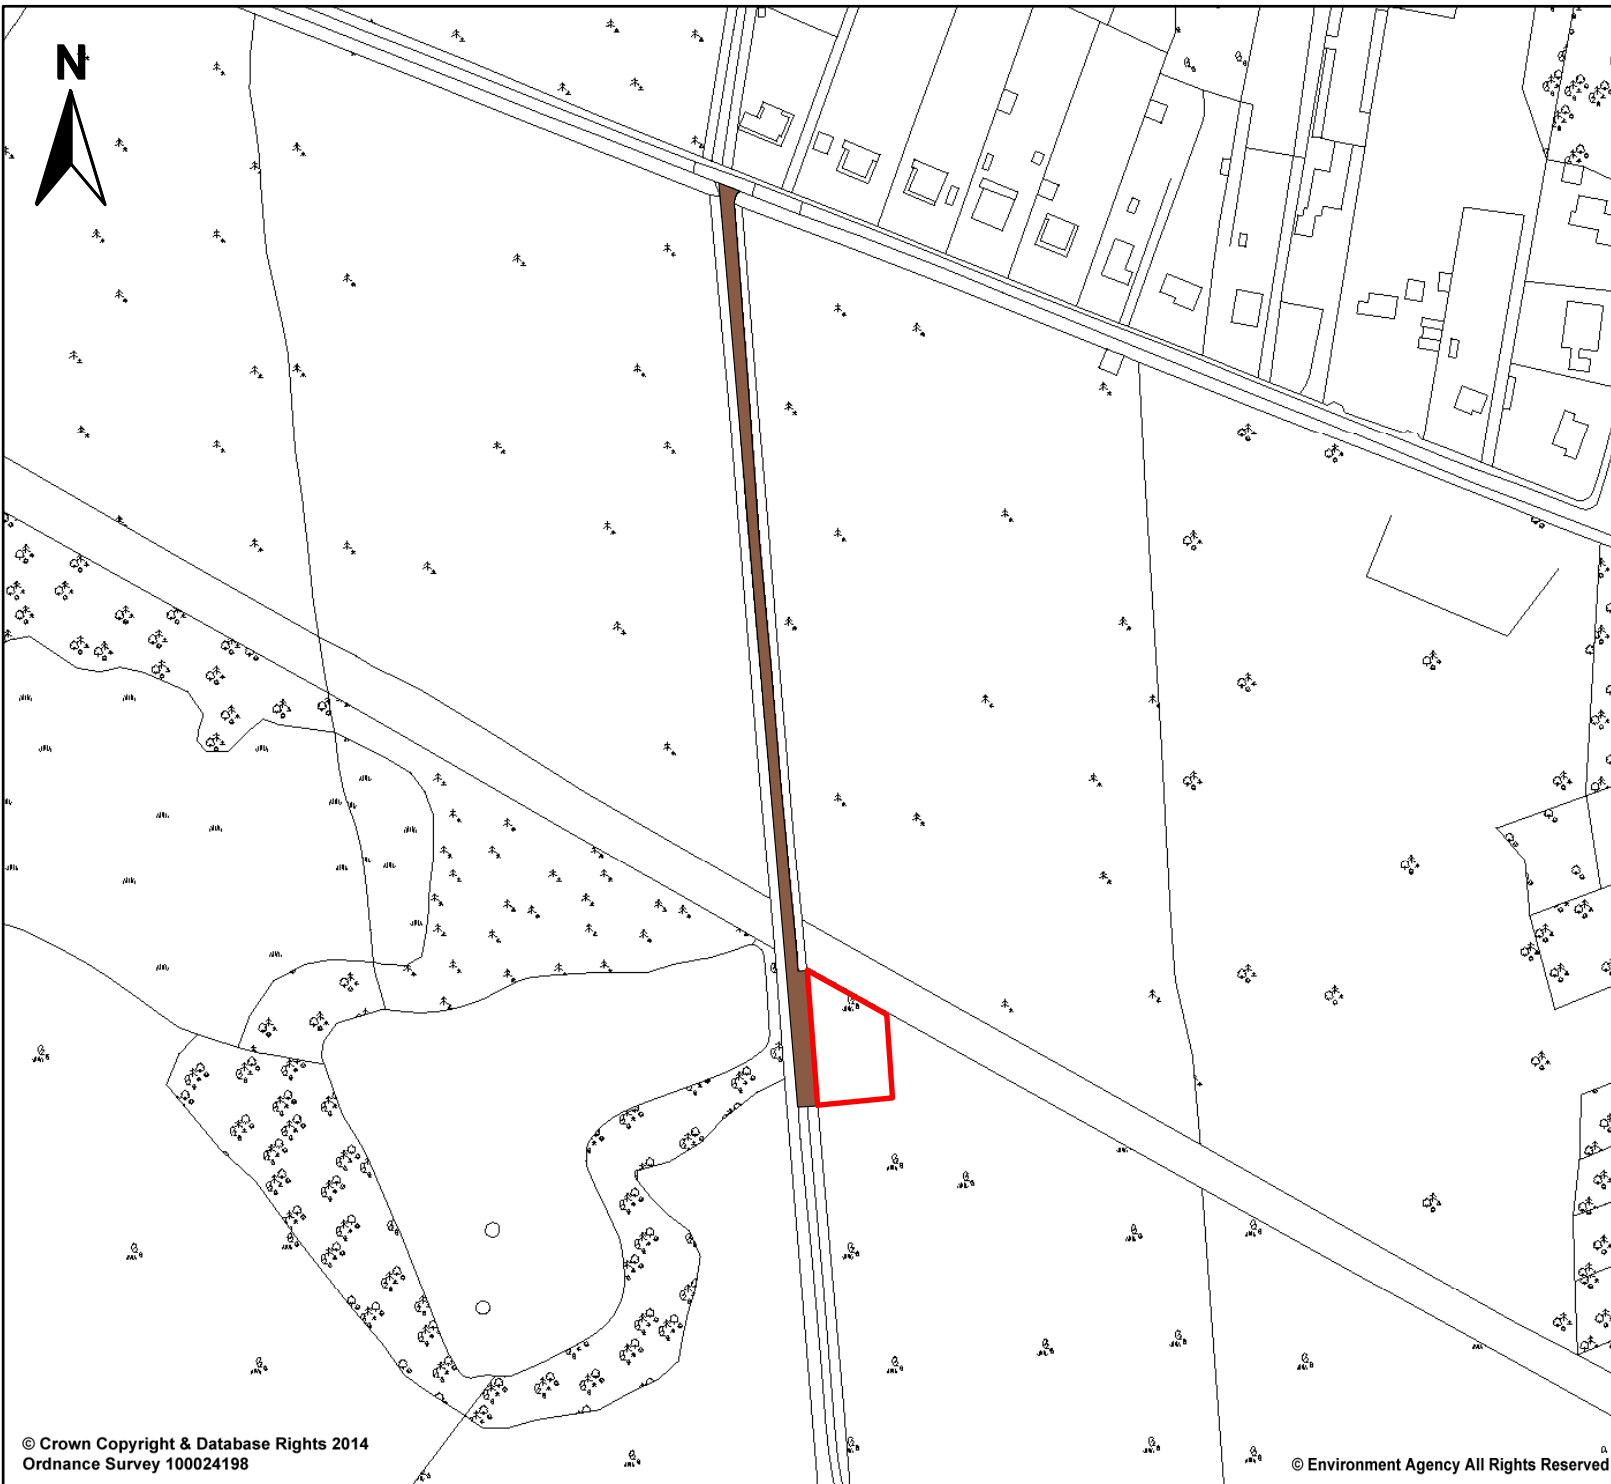 N
© Crown Copyright & Database Rights 2014
Ordnance Survey 100024198
© Environment Agency All Rights Reserved